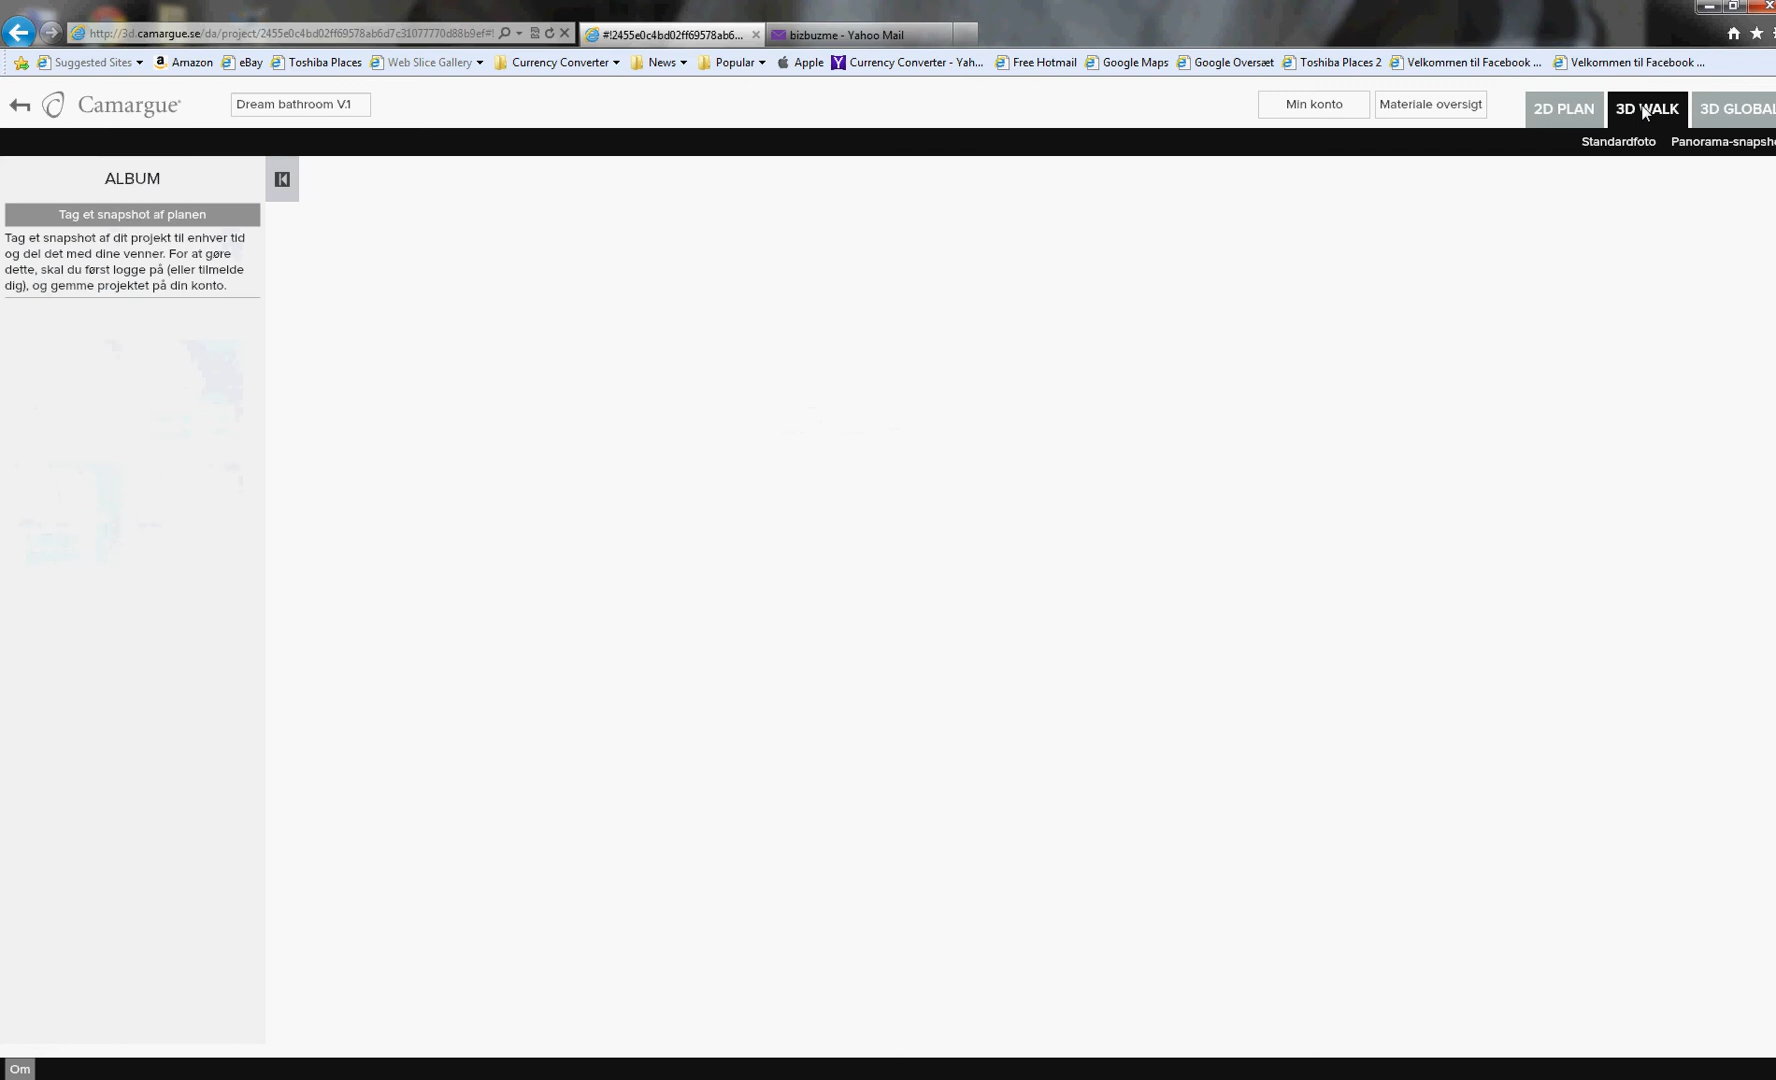 http://3d.camargue.se/da/project/2455e0c4bd02ff69578ab6d7c31077770d88b9ef#!
#!2455e0c4bd02ff69578ab6...
bizbuzme - Yahoo Mail
Suggested Sites
Amazon
eBay
Toshiba Places
Web Slice Gallery
Currency Converter
News
Popular
Apple
Currency Converter - Yah...
Free Hotmail
Google Maps
Google Oversæt
Toshiba Places 2
Velkommen til Facebook ...
Velkommen til Facebook ...
Camargue
Dream bathroom V.1
Min konto
Materiale oversigt
2D PLAN
3D WALK
3D GLOBAL
Standardfoto
Panorama-snapsho
ALBUM
Tag et snapshot af planen
Tag et snapshot af dit projekt til enhver tid
og del det med dine venner. For at gøre
dette, skal du først logge på (eller tilmelde
dig), og gemme projektet på din konto.
Om